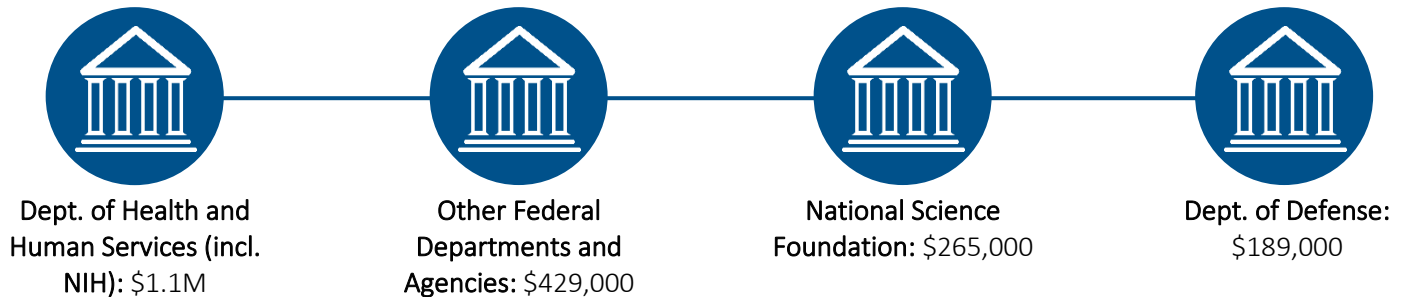 Dept. of Health and
Human Services (incl.
NIH): $1.1M
Other Federal
Departments and
Agencies: $429,000
National Science
Foundation: $265,000
Dept. of Defense:
$189,000